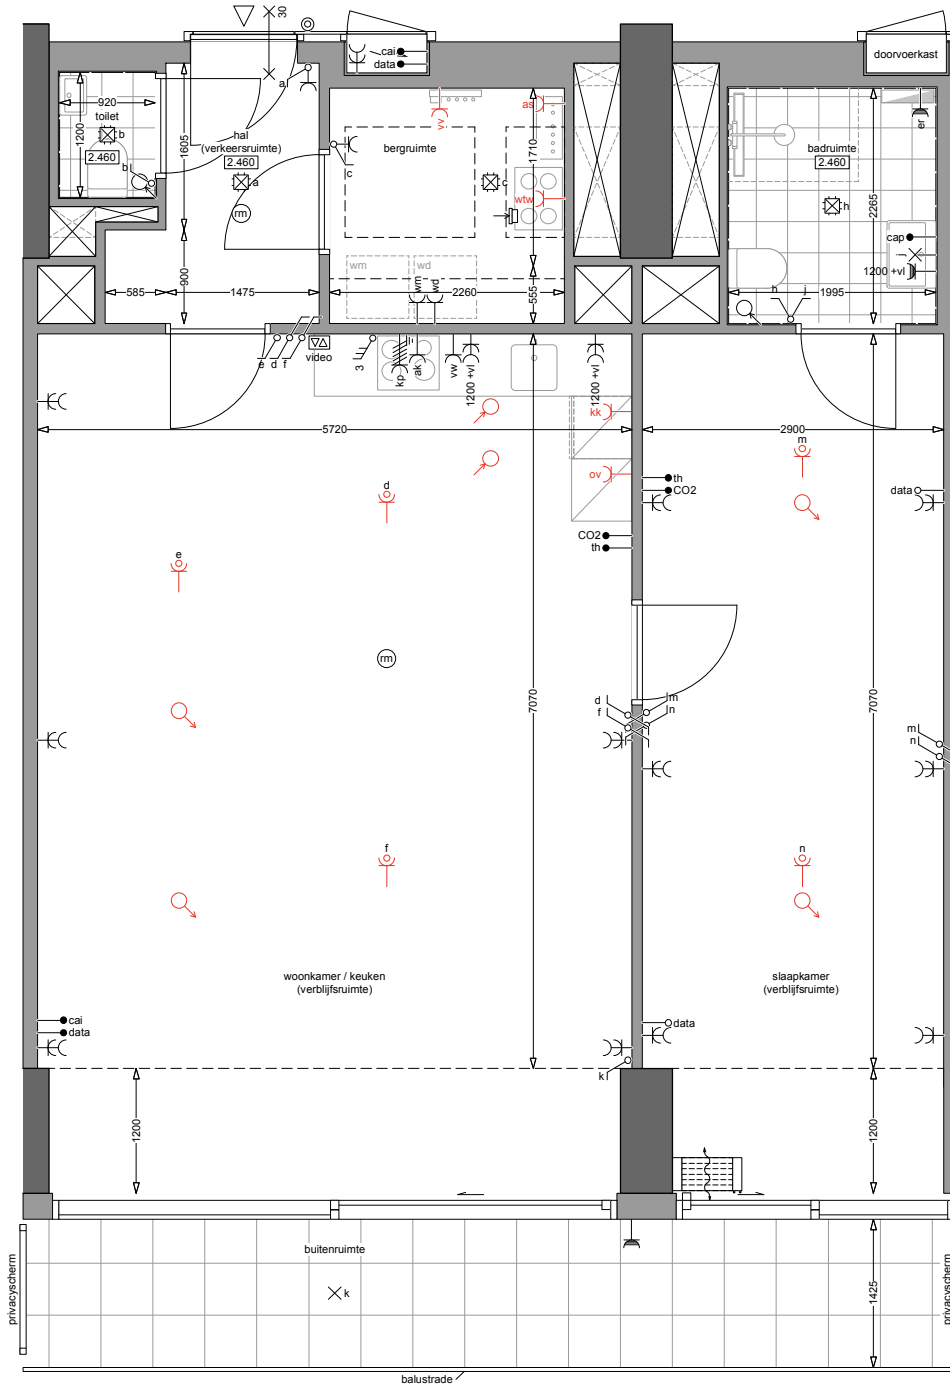 30
cai
data
doorvoerkast
a
920
toilet
b
2.460
1200
b
hal
(verkeersruimte)
2.460
a
rm
1605
900
585
1475
c
vv
bergruimte
as
1710
c
wtw
wm
wd
wm
wd
2260
555
er
badruimte
2.460
h
2265
cap
j
1200 +vl
h
j
1995
e
d
f
video
3
kp
ak
vw
1200 +vl
1200 +vl
5720
kk
ov
2900
m
th
CO2
data
d
CO2
th
e
rm
7070
7070
d
f
m
n
m
n
f
n
woonkamer / keuken
(verblijfsruimte)
slaapkamer
(verblijfsruimte)
cai
data
data
k
1200
1200
buitenruimte
k
privacyscherm
privacyscherm
1425
balustrade